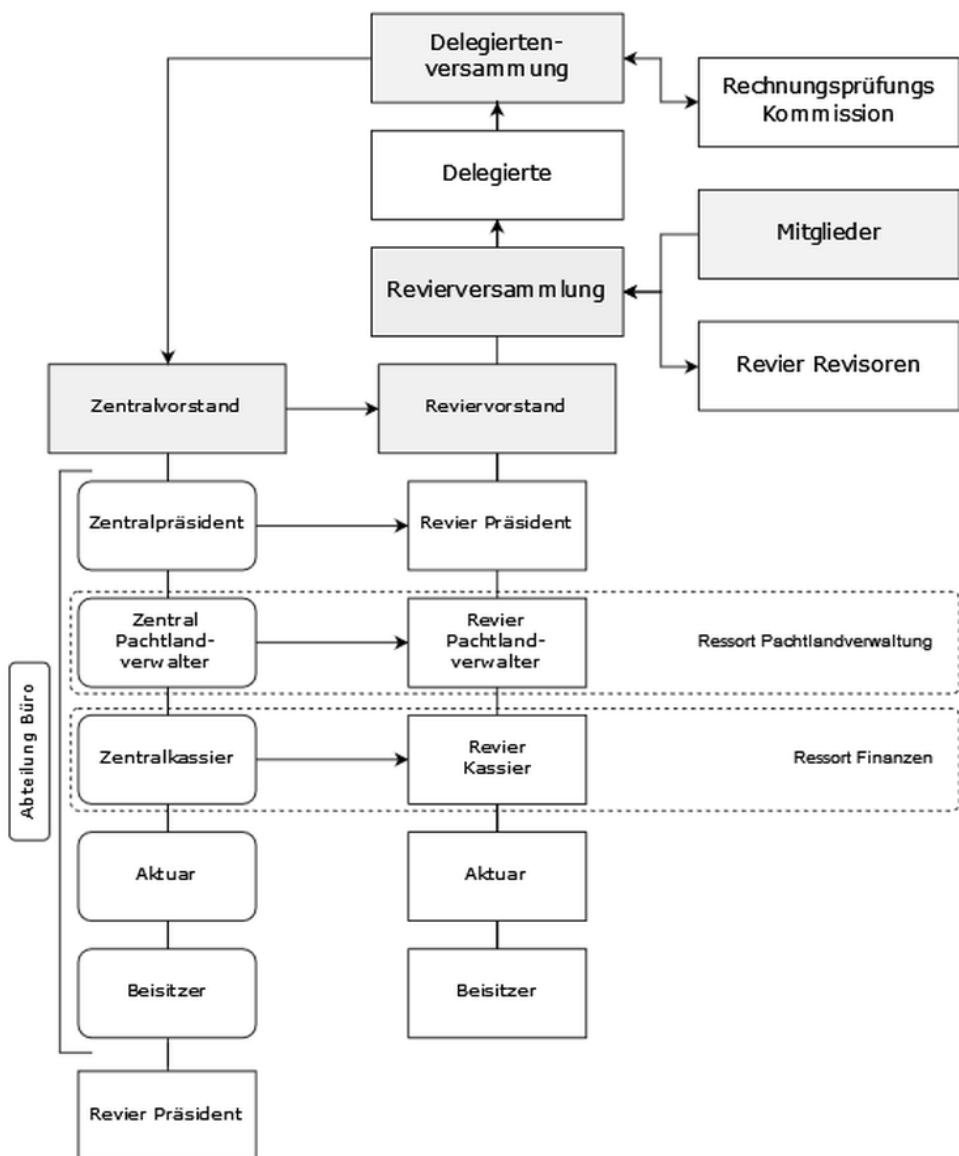 Delegierten-
versammung
Rechnungsprüfungs
Kommission
Delegierte
Mitglieder
Revierversammlung
Revier Revisoren
Zentralvorstand
Reviervorstand
Zentralpräsident
Revier Präsident
Zentral
Pachtland-
verwalter
Revier
Pachtland-
verwalter
Ressort Pachtlandverwaltung
Abteilung Büro
Zentralkassier
Revier
Kassier
Ressort Finanzen
Aktuar
Aktuar
Beisitzer
Beisitzer
Revier Präsident